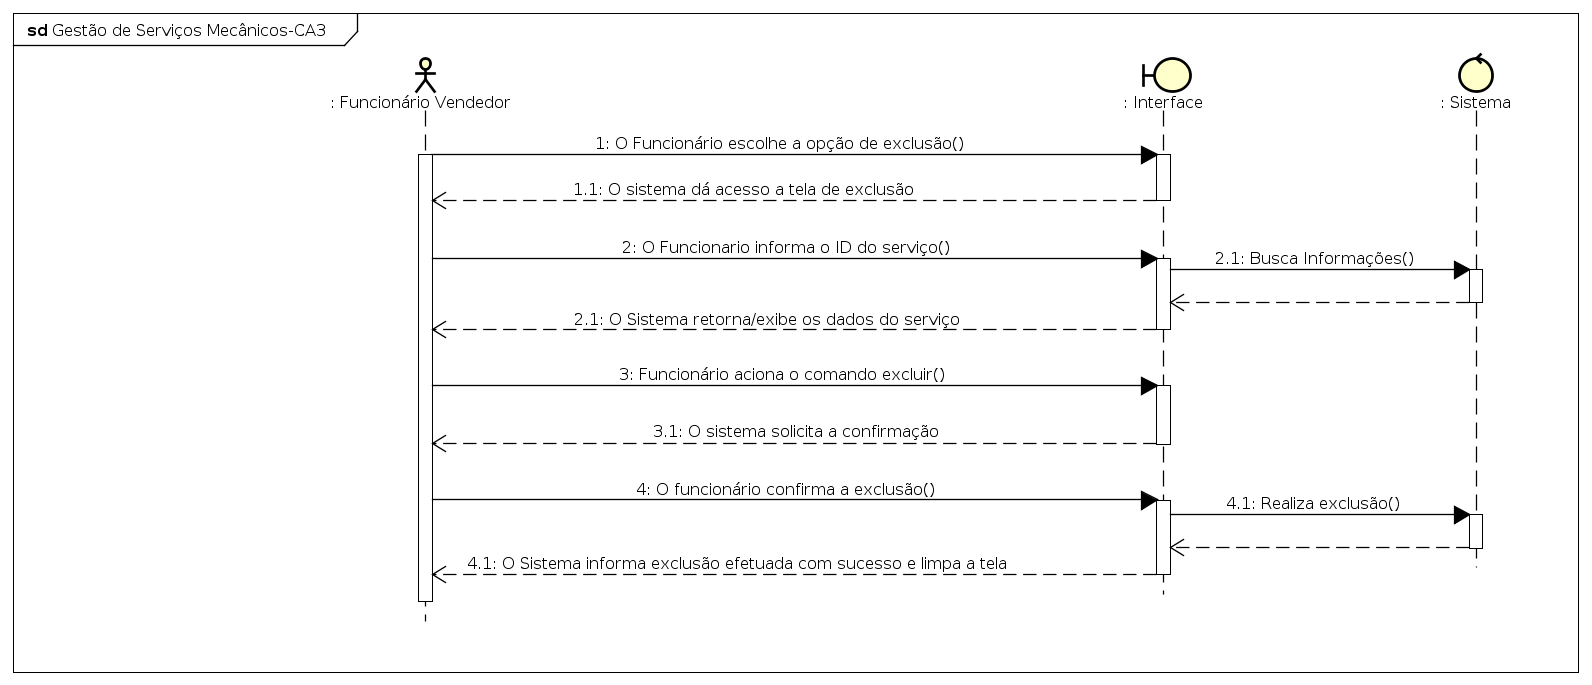 sd Gestão de Serviços Mecânicos-CA3
: Funcionário Vendedor
: Interface
: Sistema
1: O Funcionário escolhe a opção de exclusão()
1.1: O sistema dá acesso a tela de exclusão
2: O Funcionario informa o ID do serviço()
2.1: Busca Informações()
2.1: O Sistema retorna/exibe os dados do serviço
3: Funcionário aciona o comando excluir()
3.1: O sistema solicita a confirmação
4: O funcionário confirma a exclusão()
4.1: Realiza exclusão()
4.1: O Sistema informa exclusão efetuada com sucesso e limpa a tela